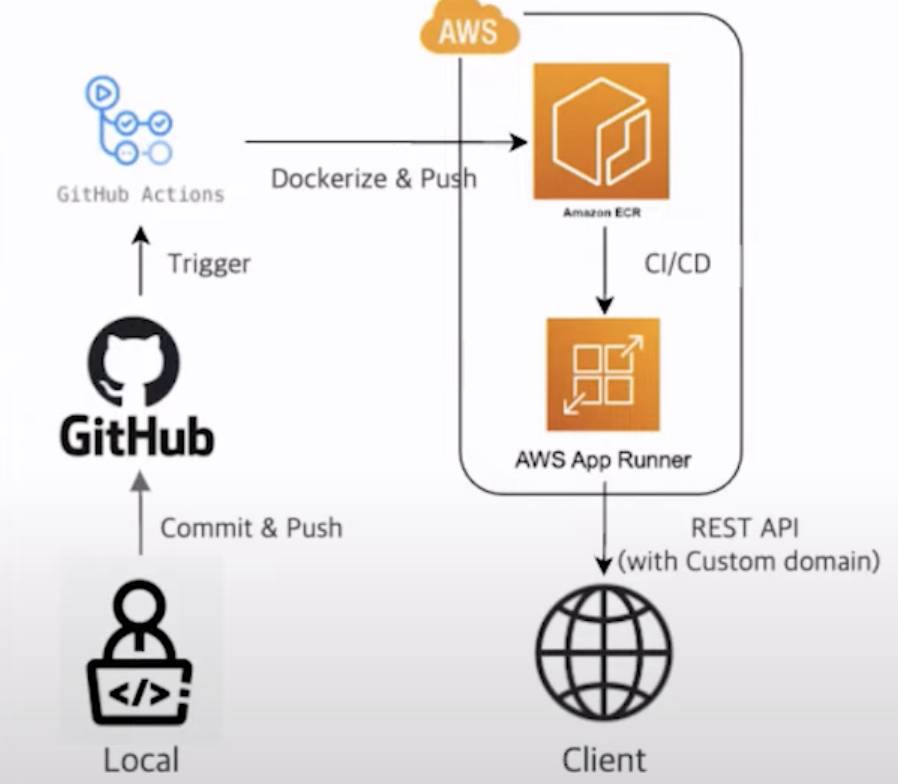 AWS
GitHub Actions
Dockerize & Push
Amazon ECR
Trigger
CI/CD
GitHub
AWS App Runner
Commit & Push
REST API
(with Custom domain)
</>
Local
Client